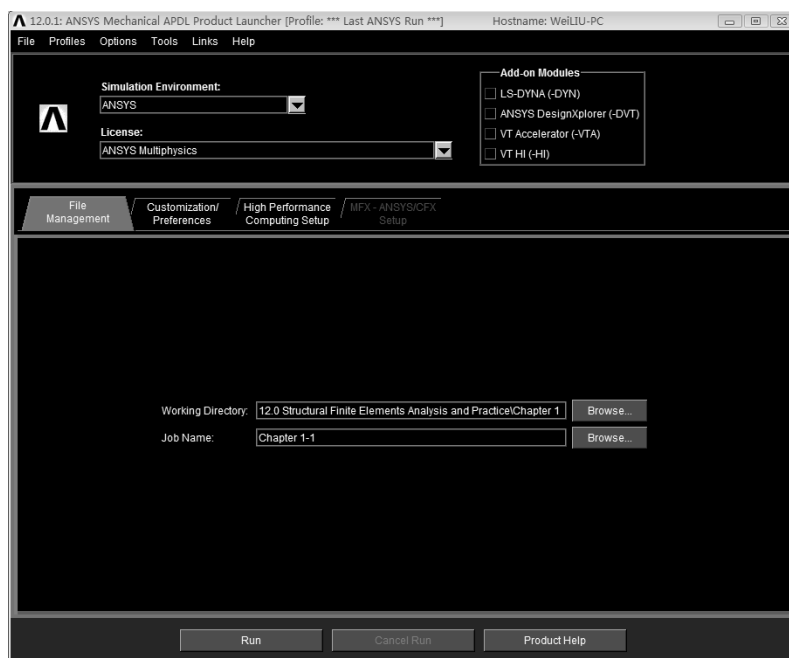 12.0.1: ANSYS Mechanical APDL Product Launcher [Profile: *** Last ANSYS Run ***] Hostname: WeiLIU-PC
File Profiles Options Tools Links Help
Simulation Environment:
ANSYS
License:
ANSYS Multiphysics
Add-on Modules
LS-DYNA (-DYN)
ANSYS DesignXplorer (-DVT)
VT Accelerator (-VTA)
VT HI (-HI)
File
Management
Customization/
Preferences
High Performance
Computing Setup
MFX - ANSYS/CFX
Setup
Working Directory: 12.0 Structural Finite Elements Analysis and Practice\Chapter 1 Browse...
Job Name: Chapter 1-1 Browse...
Run Cancel Run Product Help